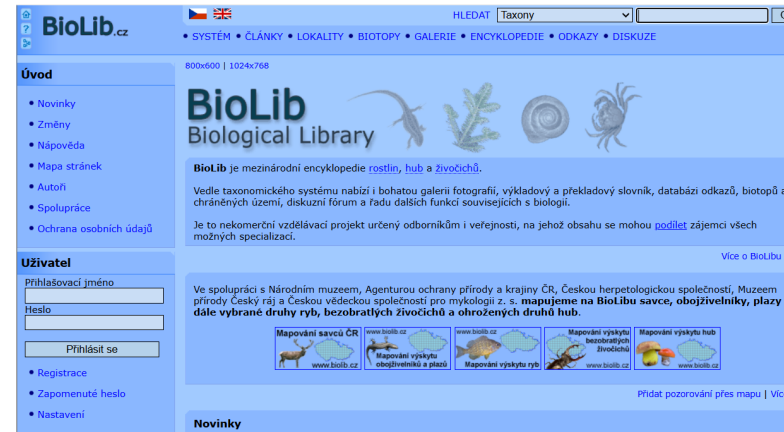 BioLib.cz
HLEDAT Taxony
• SYSTÉM • ČLÁNKY • LOKALITY • BIOTOPY • GALERIE • ENCYKLOPEDIE • ODKAZY • DISKUZE
800x600 | 1024x768
Úvod
• Novinky
• Změny
• Nápověda
• Mapa stránek
• Autoři
• Spolupráce
• Ochrana osobních údajů
Uživatel
Přihlašovací jméno
Heslo
Přihlásit se
• Registrace
• Zapomenuté heslo
• Nastavení
BioLib
Biological Library
BioLib je mezinárodní encyklopedie rostlin, hub a živočichů.
Vedle taxonomického systému nabízí i bohatou galerii fotografií, výkladový a překladový slovník, databázi odkazů, biotopů a
chráněných území, diskuzní fórum a řadu dalších funkcí souvisejících s biologií.
Je to nekomerční vzdělávací projekt určený odborníkům i veřejnosti, na jehož obsahu se mohou podílet zájemci všech
možných specializací.
Více o BioLibu
Ve spolupráci s Národním muzeem, Agenturou ochrany přírody a krajiny ČR, Českou herpetologickou společností, Muzeem
přírody Český ráj a Českou vědeckou společností pro mykologii z. s. mapujeme na BioLibu savce, obojživelníky, plazy
dále vybrané druhy ryb, bezobratlých živočichů a ohrožených druhů hub.
Mapování savců ČR
www.biolib.cz
www.biolib.cz
Mapování výskytu
obojživelníků a plazů
www.biolib.cz
Mapování výskytu ryb
Mapování výskytu
bezobratlých
živočichů
www.biolib.cz
Mapování výskytu hub
www.biolib.cz
Přidat pozorování přes mapu | Víc
Novinky